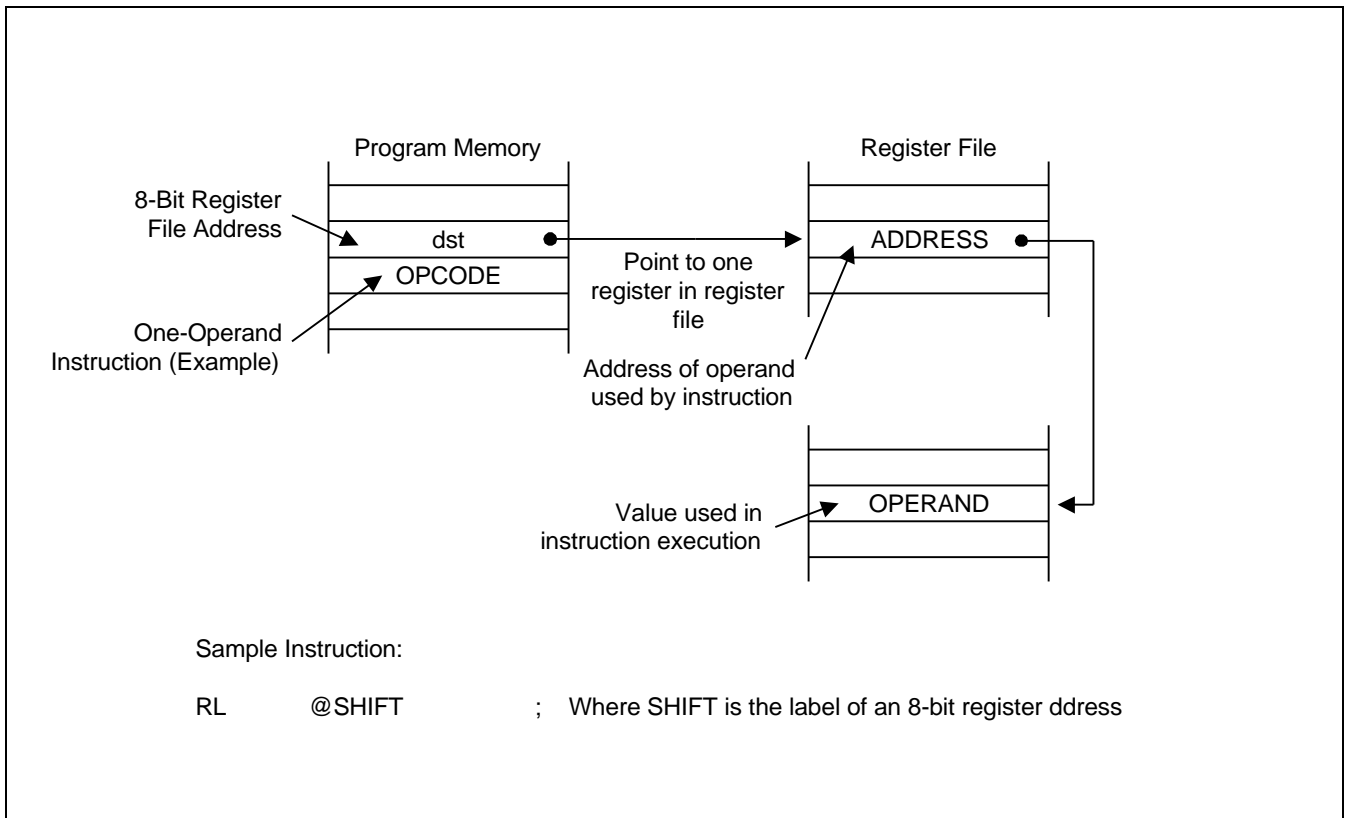 Program Memory
Register File
8-Bit Register
File Address
dst
ADDRESS
OPCODE
Point to one
register in register
file
One-Operand
Instruction (Example)
Address of operand
used by instruction
OPERAND
Value used in
instruction execution
Sample Instruction:
RL @SHIFT ; Where SHIFT is the label of an 8-bit register ddress